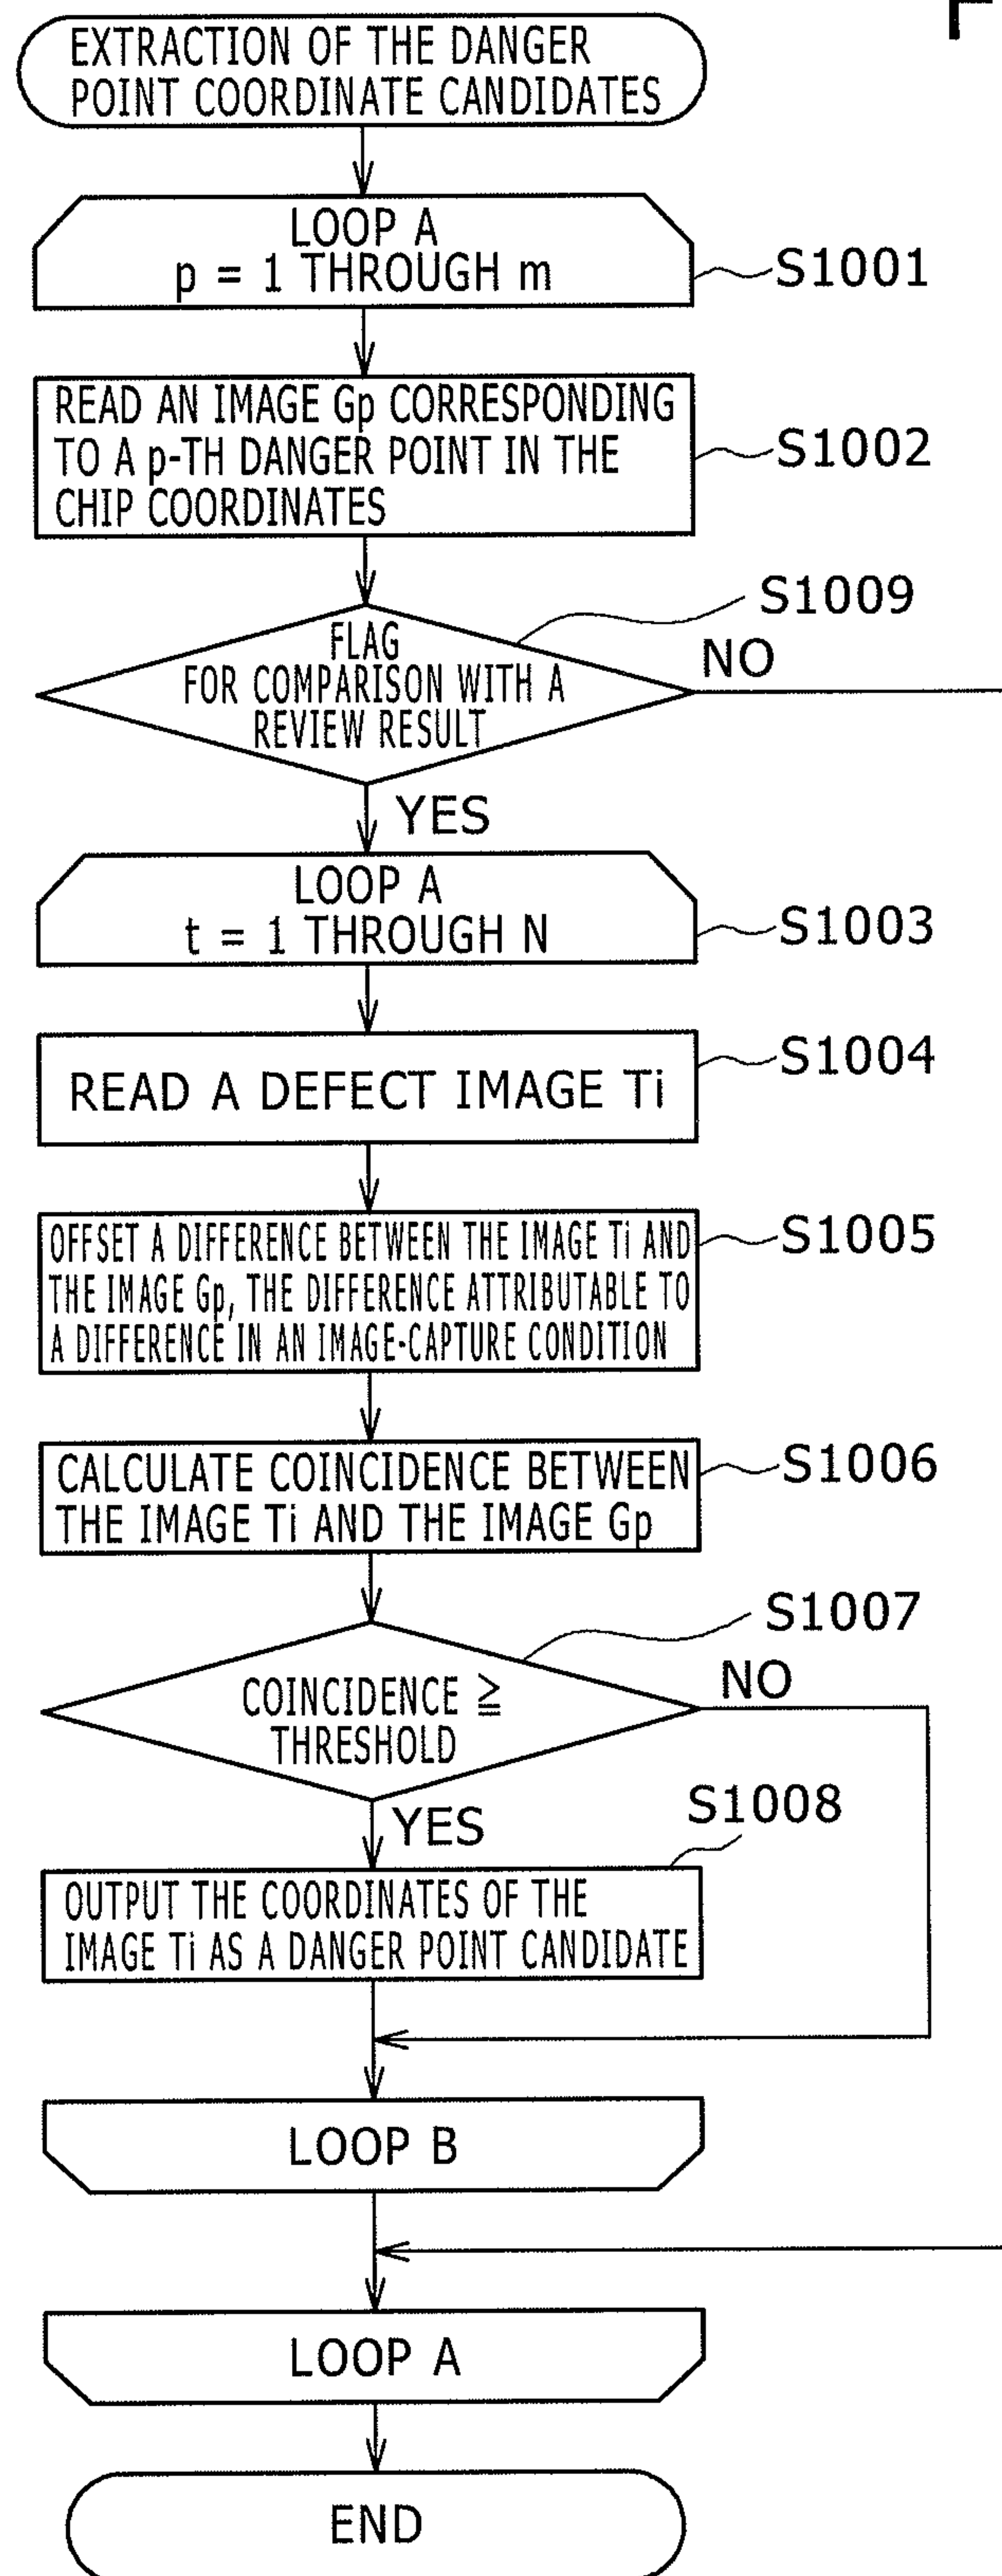 EXTRACTION OF THE DANGER
POINT COORDINATE CANDIDATES
LOOP A
p = 1 THROUGH m
S1001
READ AN IMAGE Gp CORRESPONDING
TO A p-TH DANGER POINT IN THE
CHIP COORDINATES
S1002
S1009
FLAG
FOR COMPARISON WITH A
REVIEW RESULT
NO
YES
LOOP A
t = 1 THROUGH N
S1003
READ A DEFECT IMAGE Ti
S1004
OFFSET A DIFFERENCE BETWEEN THE IMAGE Ti AND
THE IMAGE Gp, THE DIFFERENCE ATTRIBUTABLE TO
A DIFFERENCE IN AN IMAGE-CAPTURE CONDITION
S1005
CALCULATE COINCIDENCE BETWEEN
THE IMAGE Ti AND THE IMAGE Gp
S1006
S1007
COINCIDENCE ≧
THRESHOLD
NO
YES
S1008
OUTPUT THE COORDINATES OF THE
IMAGE Ti AS A DANGER POINT CANDIDATE
LOOP B
LOOP A
END